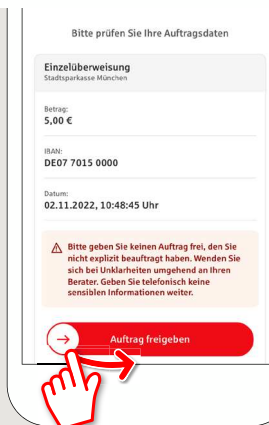 Bitte prüfen Sie Ihre Auftragsdaten
Einzelüberweisung
Stadtsparkasse München
Betrag:
5,00 €
IBAN:
DE07 7015 0000
Datum:
02.11.2022, 10:48:45 Uhr
Bitte geben Sie keinen Auftrag frei, den Sie
nicht explizit beauftragt haben. Wenden Sie
sich bei Unklarheiten umgehend an Ihren
Berater. Geben Sie telefonisch keine
sensiblen Informationen weiter.
Auftrag freigeben